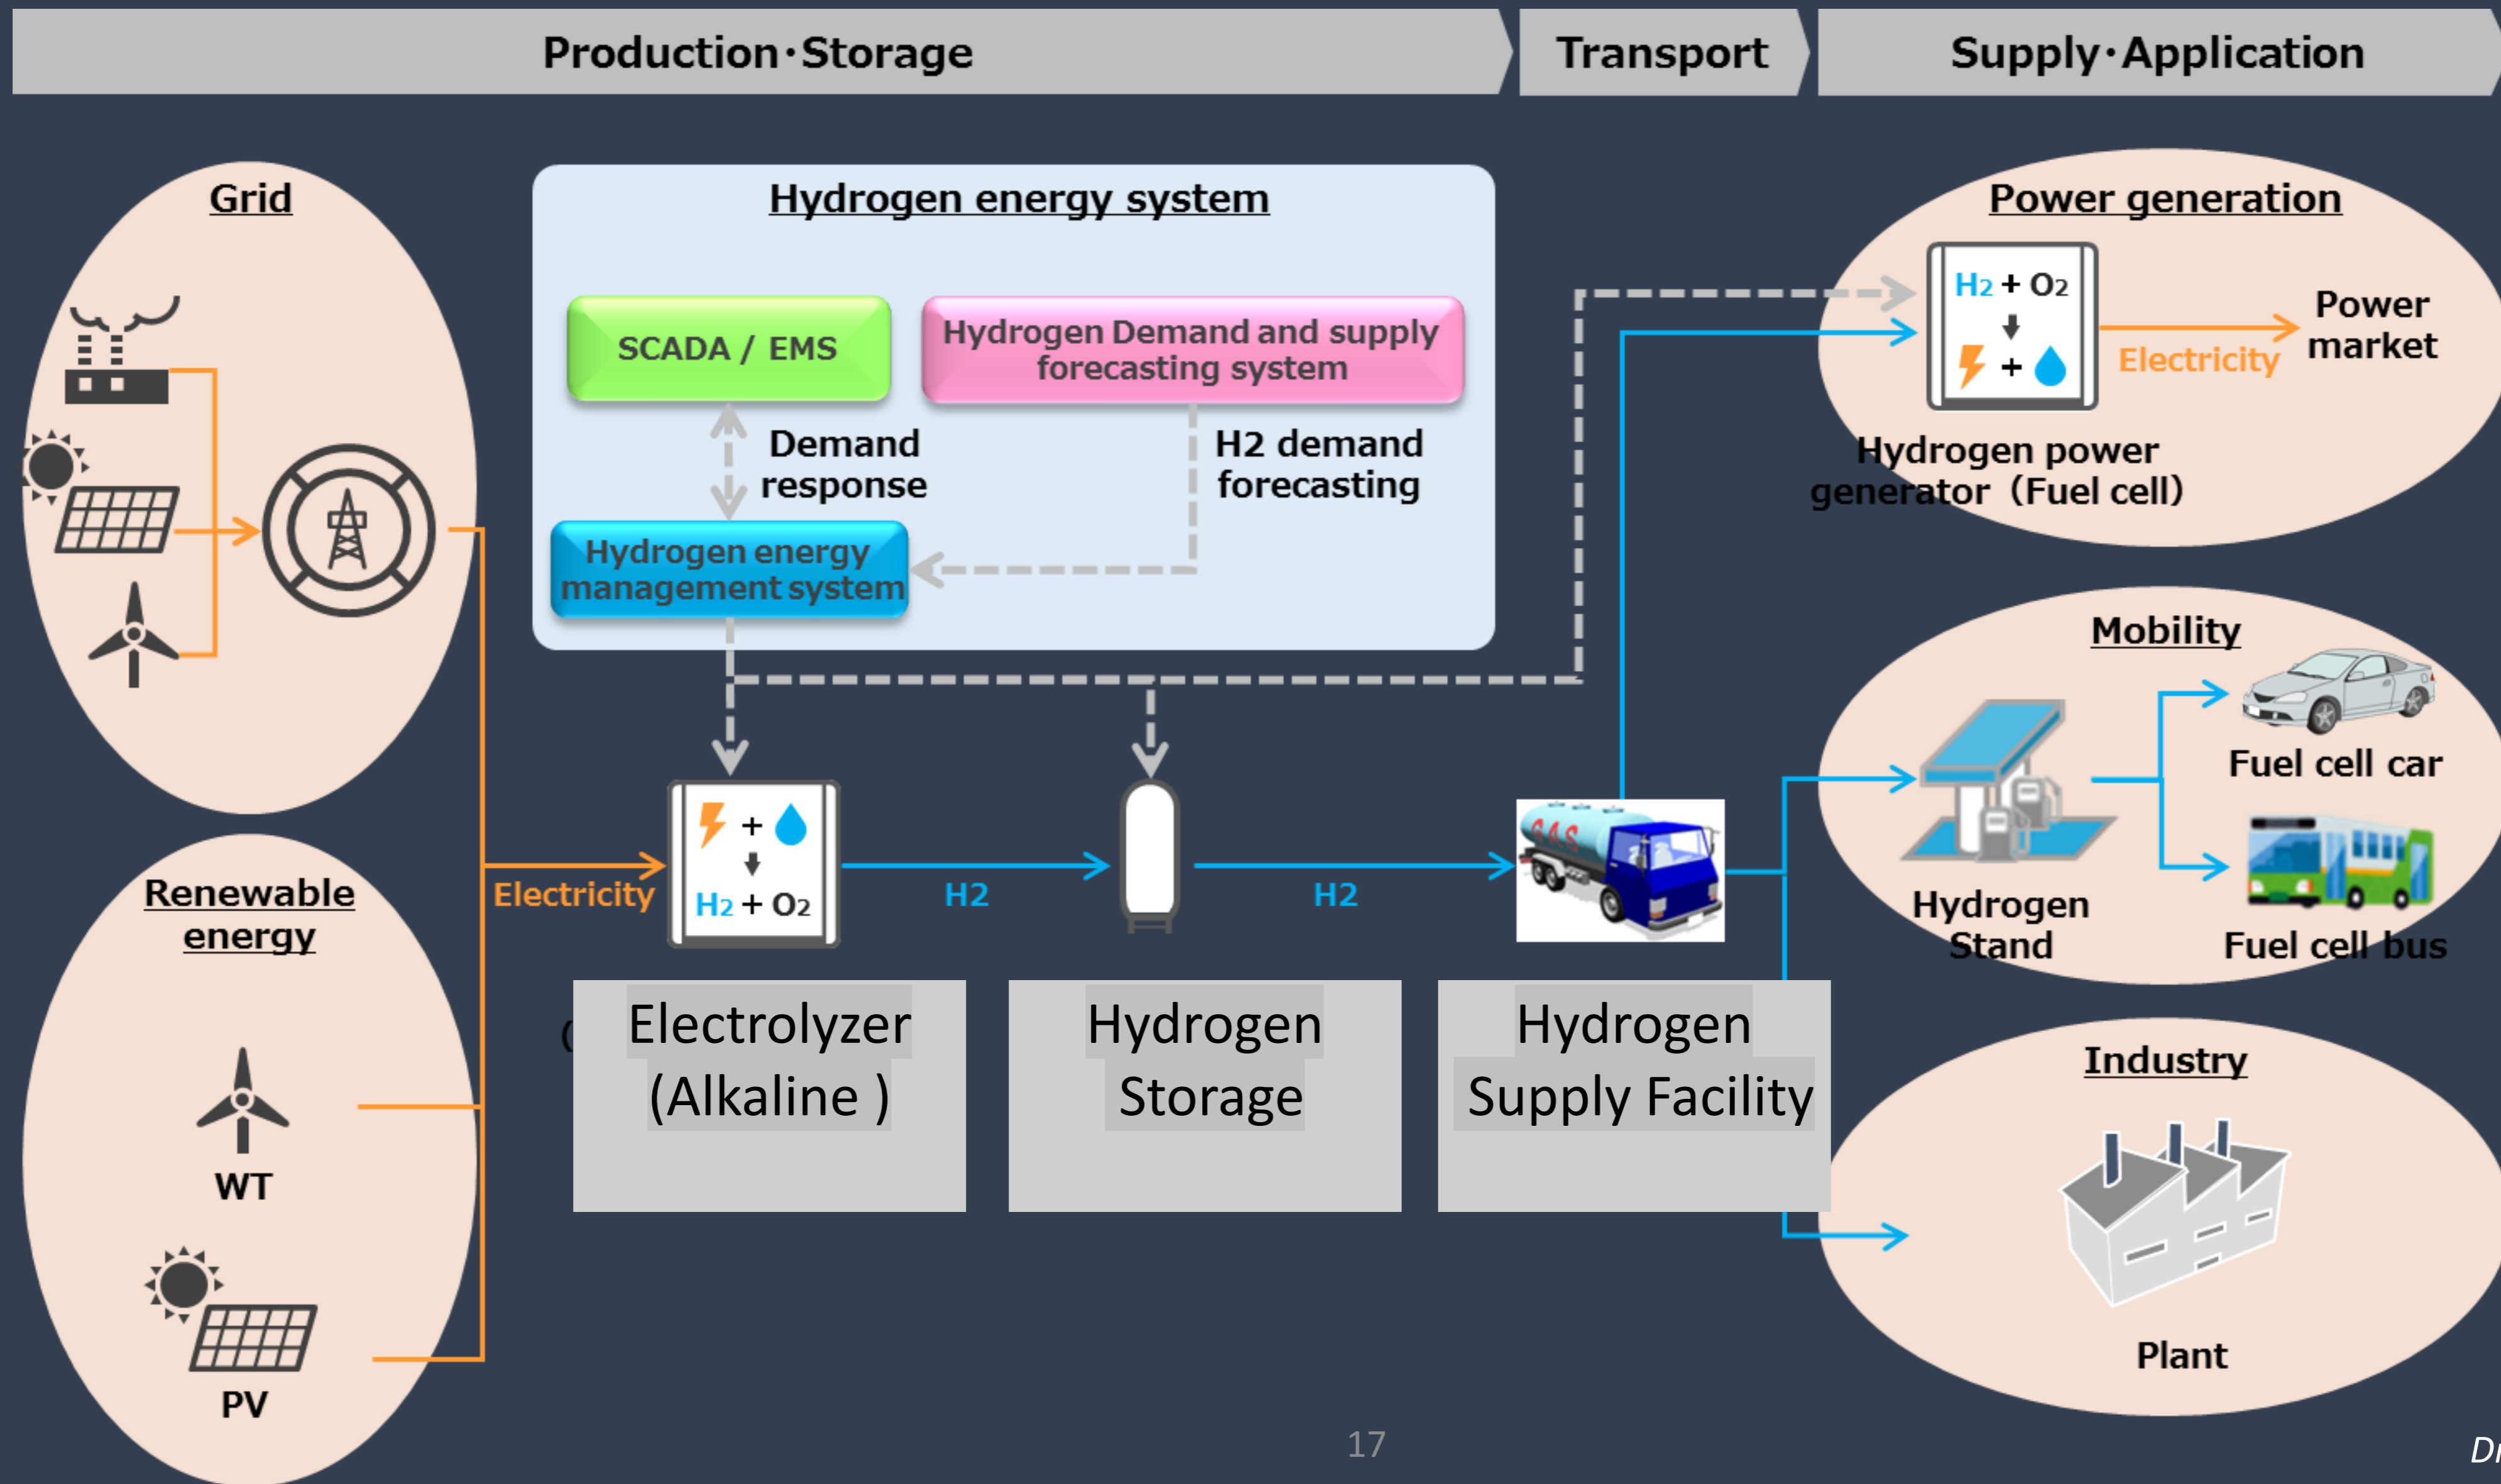 Production・Storage
Transport
Supply・Application
Grid
Hydrogen energy system
SCADA / EMS
Hydrogen Demand and supply
forecasting system
Demand
response
H2 demand
forecasting
Hydrogen energy
management system
Power generation
H2 + O2
+
Electricity
Power
market
Hydrogen power
generator（Fuel cell）
Mobility
Fuel cell car
Hydrogen
Stand
Fuel cell bus
Renewable
energy
WT
PV
Electricity
+
H2 + O2
H2
H2
GAS
(
Electrolyzer
(Alkaline )
Hydrogen
Storage
Hydrogen
Supply Facility
Industry
Plant
17